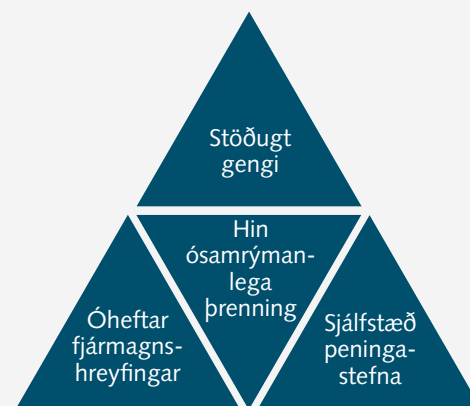 Stöðugt
gengi
Hin
ósamrýman-
lega
þrenning
Óheftar
fjármagns-
hreyfingar
Sjálfstæð
peninga-
stefna